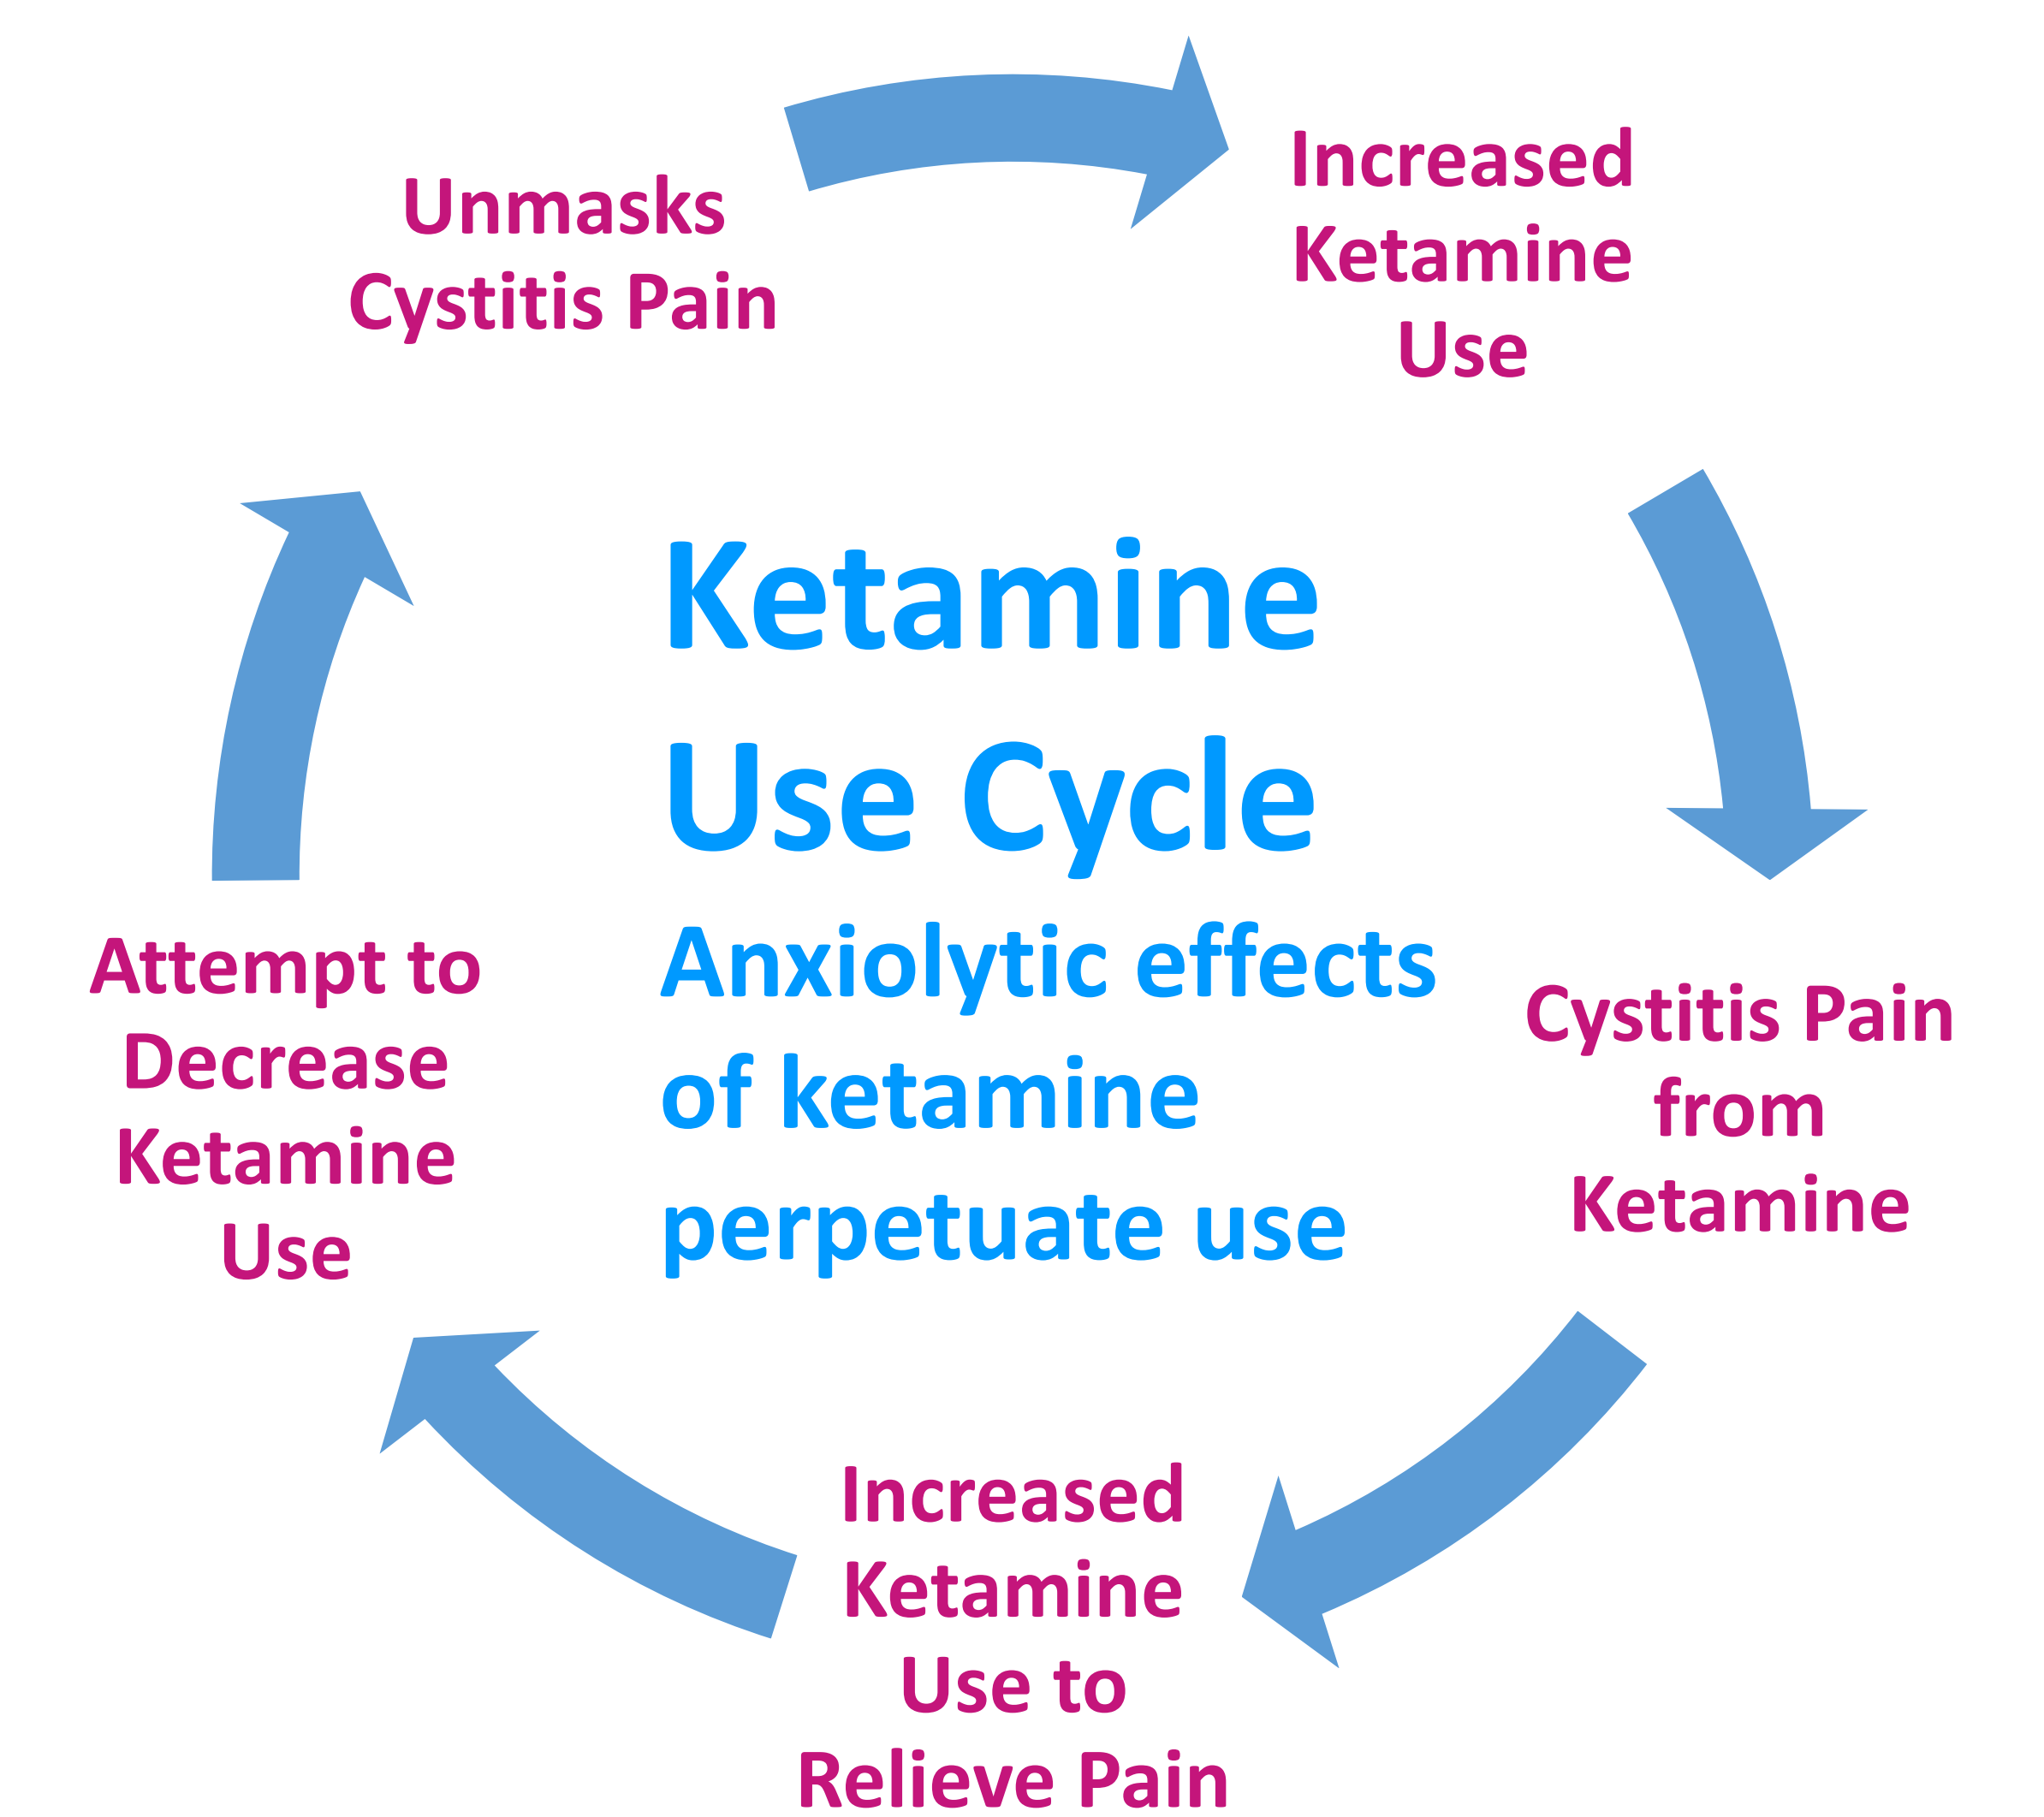 Unmasks
Cystitis Pain
Increased
Ketamine
Use
Ketamine
Use Cycle
Anxiolytic effects
of ketamine
perpetuate use
Cystitis Pain
from
Ketamine
Increased
Ketamine
Use to
Relieve Pain
Attempt to
Decrease
Ketamine
Use